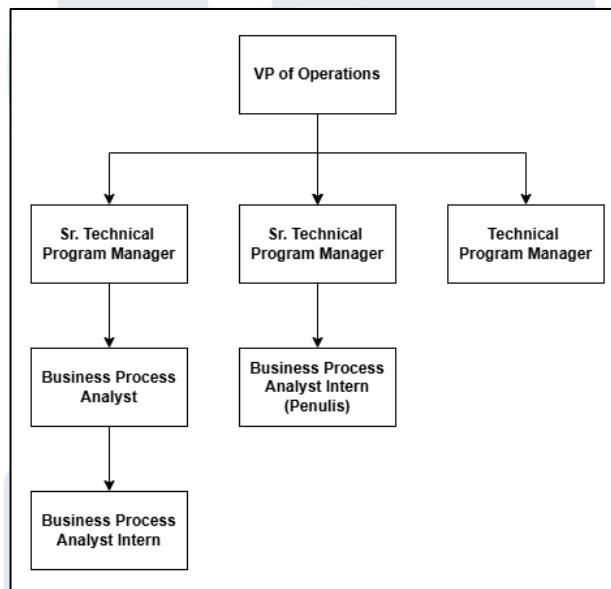 VP of Operations
Sr. Technical
Program Manager
Sr. Technical
Program Manager
Technical
Program Manager
Business Process
Analyst
Business Process
Analyst Intern
(Penulis)
Business Process
Analyst Intern